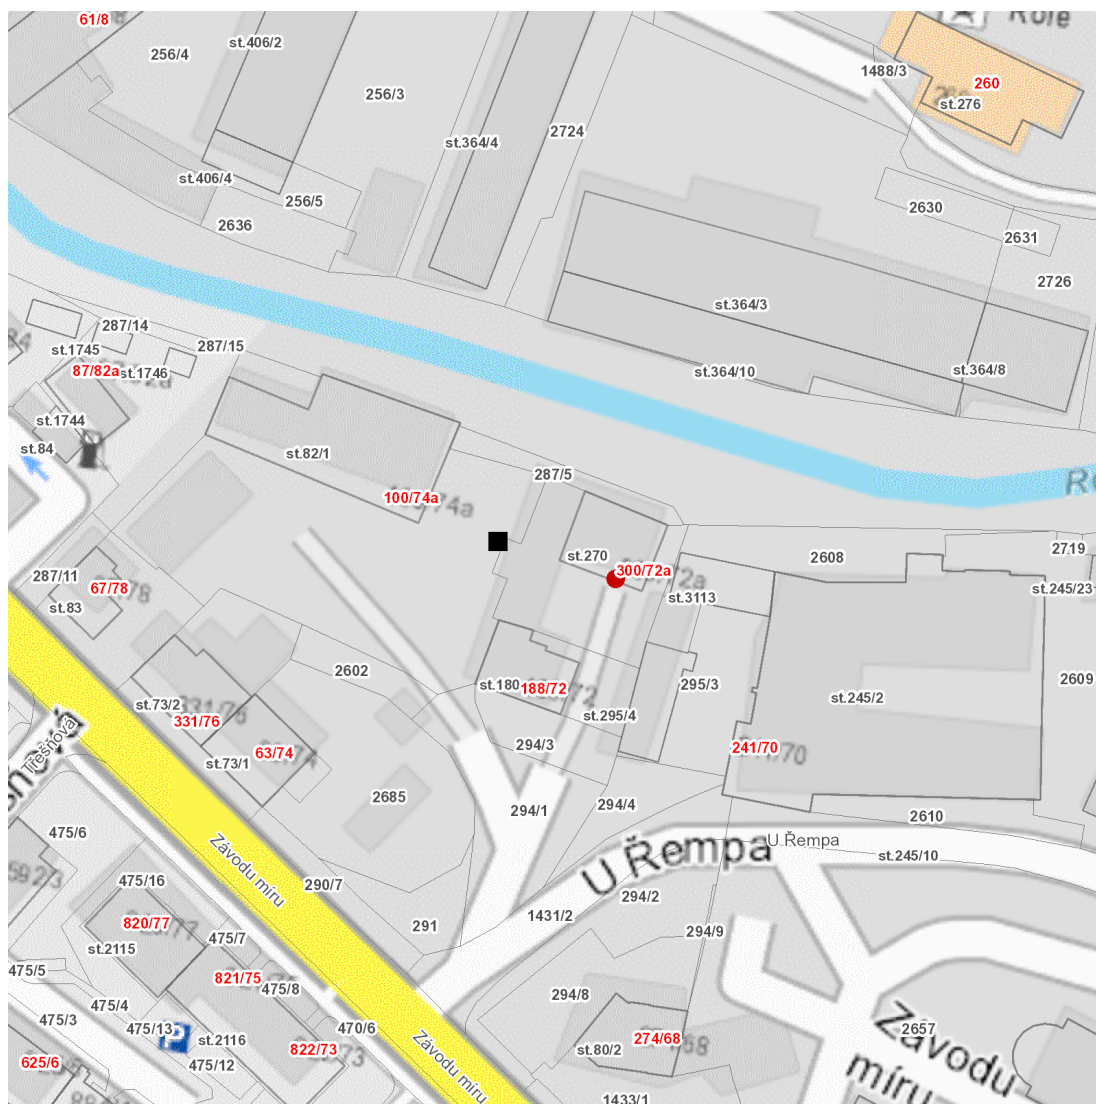 61/8
Role
st.406/2
256/4
1488/3
260
st.276
256/3
2724
st.364/4
st.406/4
256/5
2636
2630
2631
2726
st.364/3
287/14
287/15
st.1745
87/82a
st.1746
st.364/10
st.364/8
st.1744
st.84
st.82/1
287/5
100/74a
2719
2608
st.270
300/72a
287/11
67/78
st.83
st.3113
st.245/23
2602
st.180
188/72
295/3
2609
st.245/2
st.73/2
331/76
st.295/4
Třešňová
63/74
st.73/1
294/3
241/70
2685
294/1
294/4
2610
475/6
U Řempa
U Řempa
st.245/10
Závodu míru
290/7
475/16
294/2
820/77
1431/2
291
294/9
475/7
st.2115
475/5
821/75
475/8
294/8
475/4
475/3
475/13
P
st.2116
470/6
2657
274/68
st.80/2
822/73
625/6
475/12
Závodu míru
Závodu
míru
1433/1